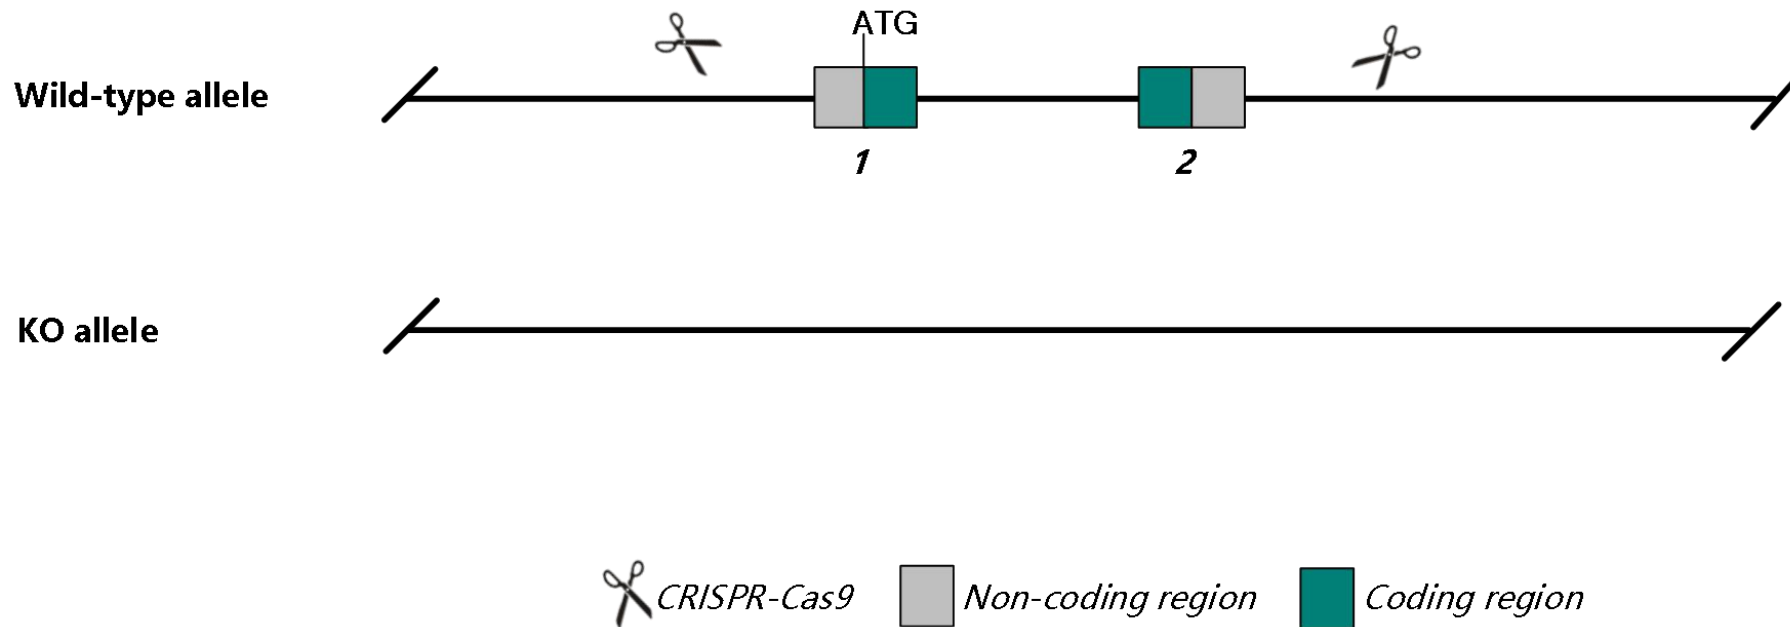 ATG
Wild-type allele
1 2
KO allele
CRISPR-Cas9 Non-coding region Coding region